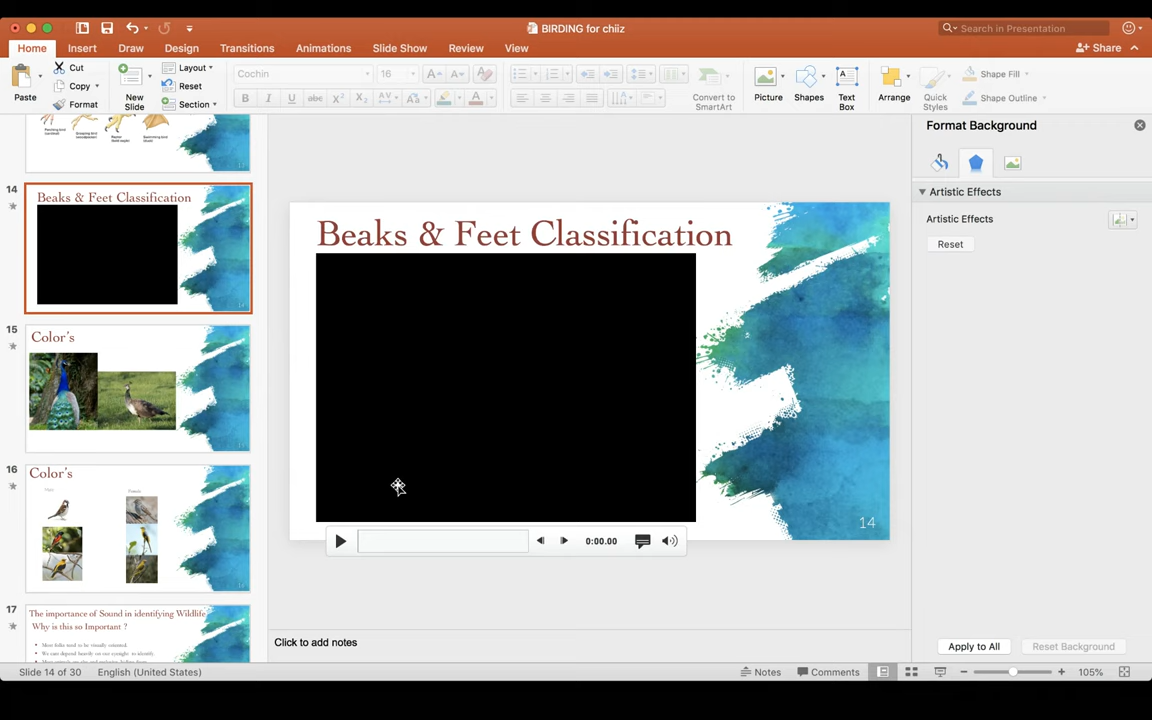 BIRDING for chiiz
Search in Presentation
Home Insert Draw Design Transitions Animations Slide Show Review View
Share
Paste
Cut
Copy
Format
New Slide
Layout
Reset
Section
Cochin 16
B I U abc X² X₂
Convert to SmartArt
Picture
Shapes
Text Box
Arrange
Quick Styles
Shape Fill
Shape Outline
14
Beaks & Feet Classification
15
Color's
16
Color's
17
The importance of Sound in identifying Wildlife
Why is this so Important ?
Beaks & Feet Classification
14
0:00.00
Click to add notes
Format Background
Artistic Effects
Artistic Effects
Reset
Apply to All
Reset Background
Slide 14 of 30 English (United States)
Notes Comments 105%